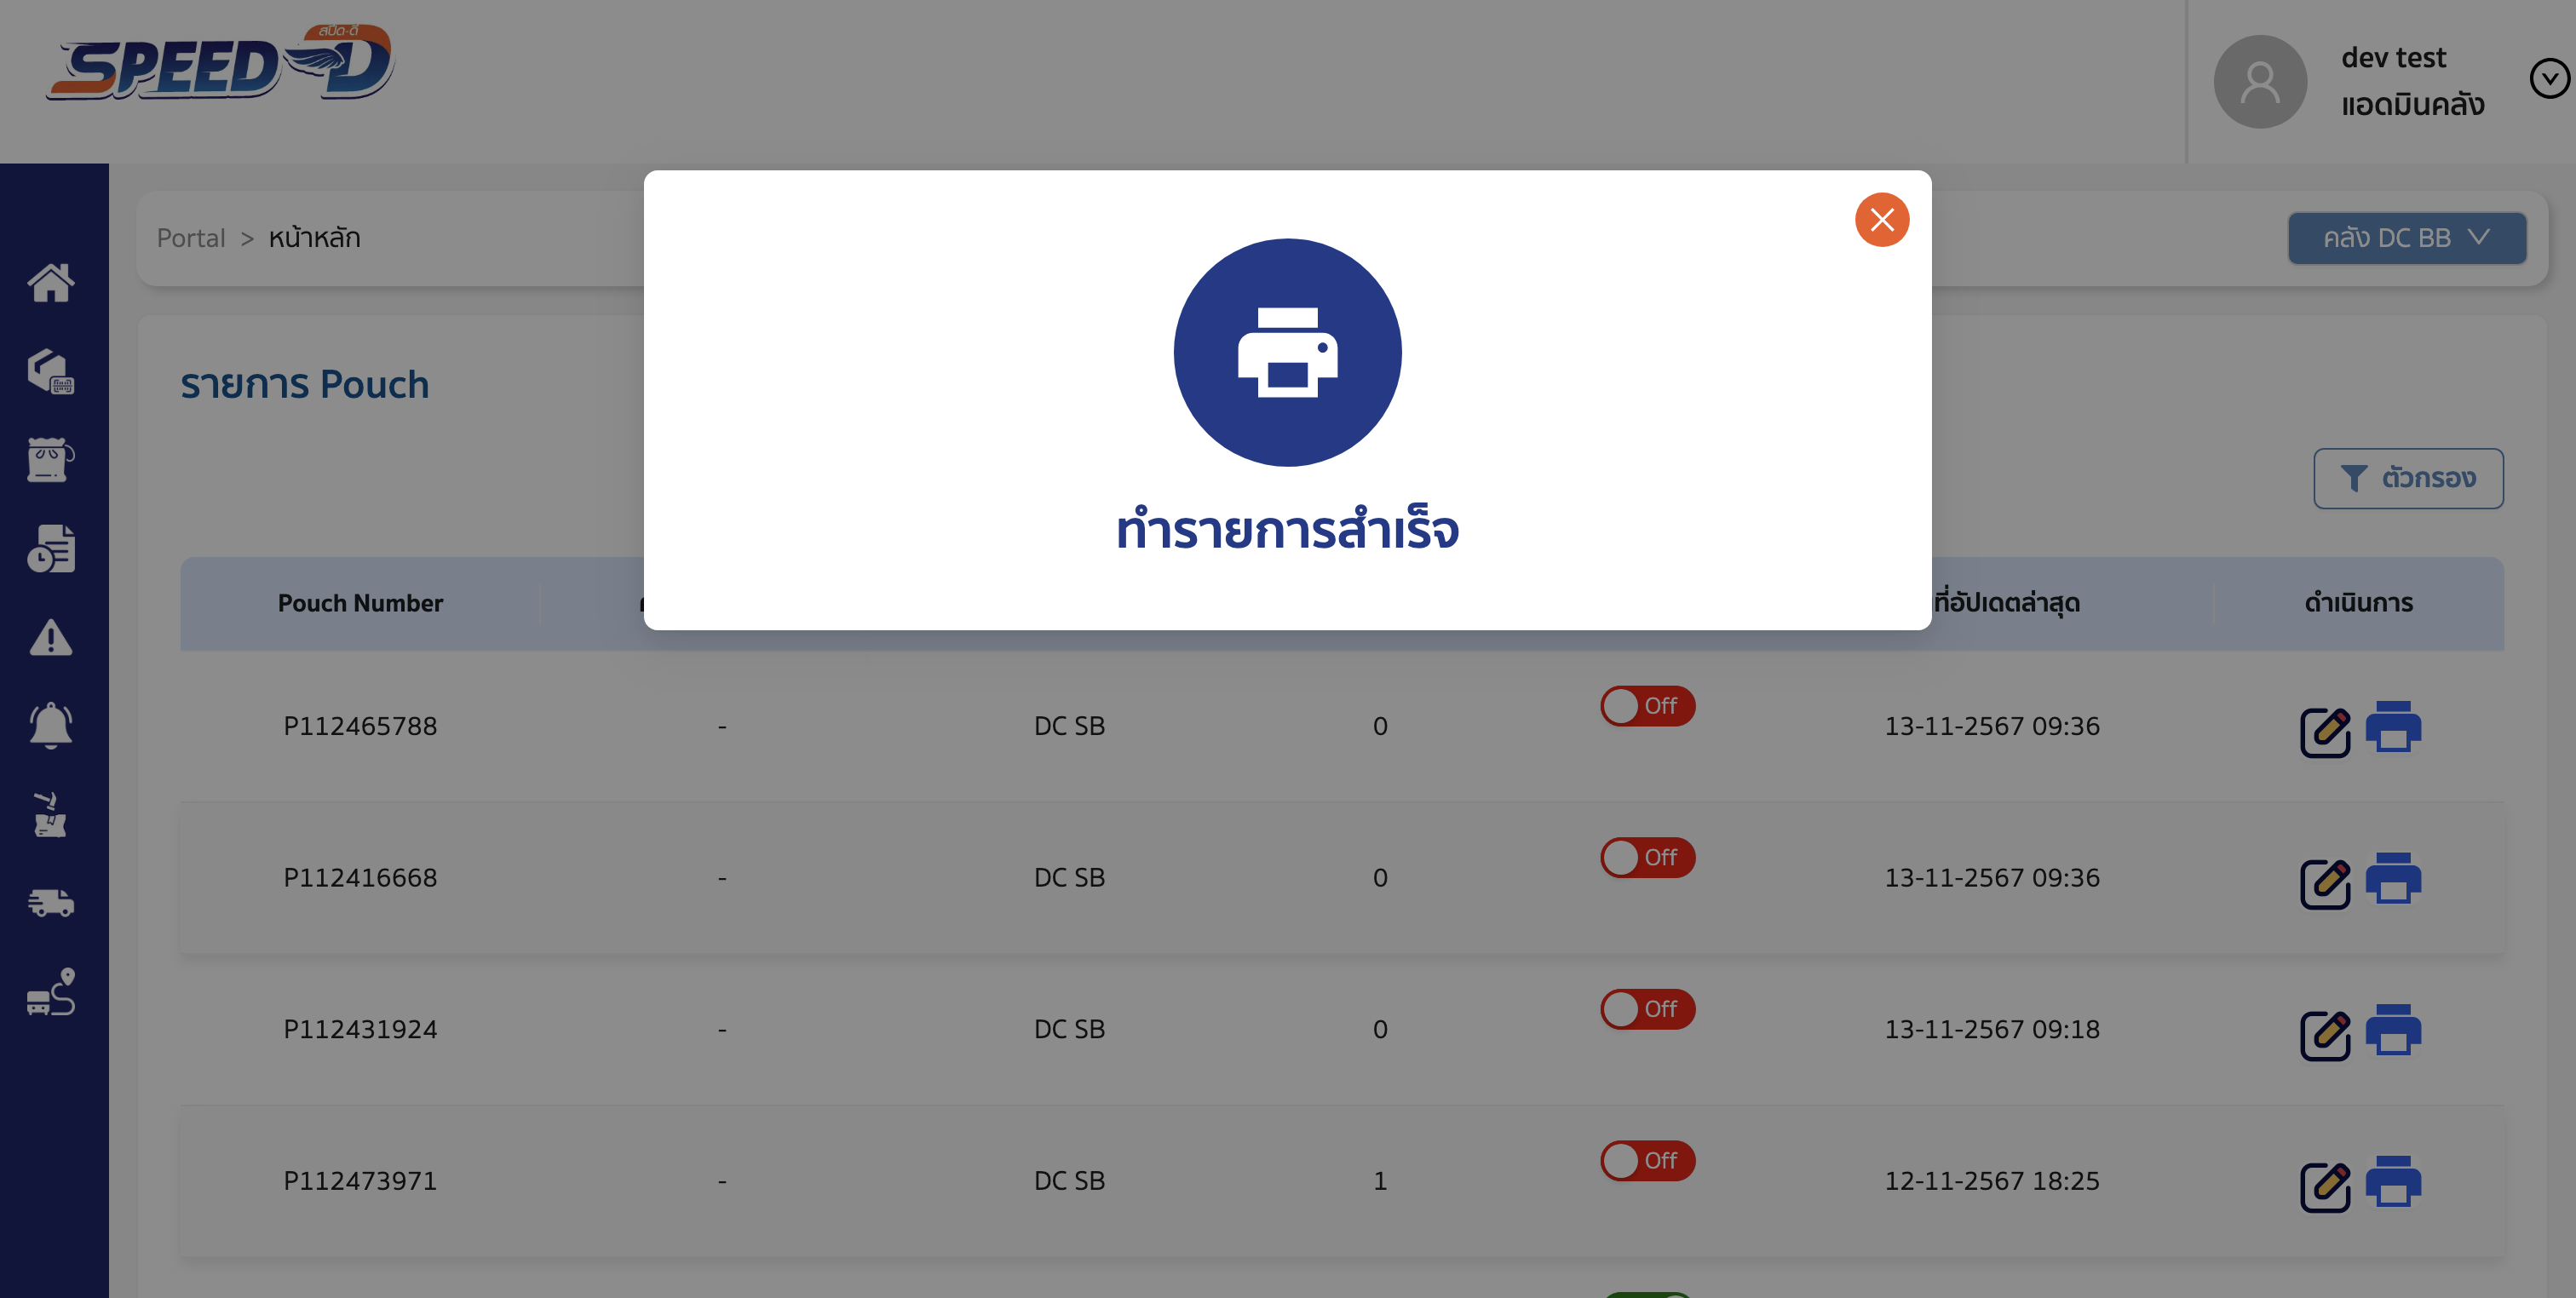 สปีด-ดี
SPEED-D
dev test
แอดมินคลัง
Portal > หน้าหลัก
คลัง DC BB
ทำรายการสำเร็จ
รายการ Pouch
ตัวกรอง
Pouch Number ที่อัปเดตล่าสุด ดำเนินการ
P112465788 - DC SB 0 Off 13-11-2567 09:36
P112416668 - DC SB 0 Off 13-11-2567 09:36
P112431924 - DC SB 0 Off 13-11-2567 09:18
P112473971 - DC SB 1 Off 12-11-2567 18:25